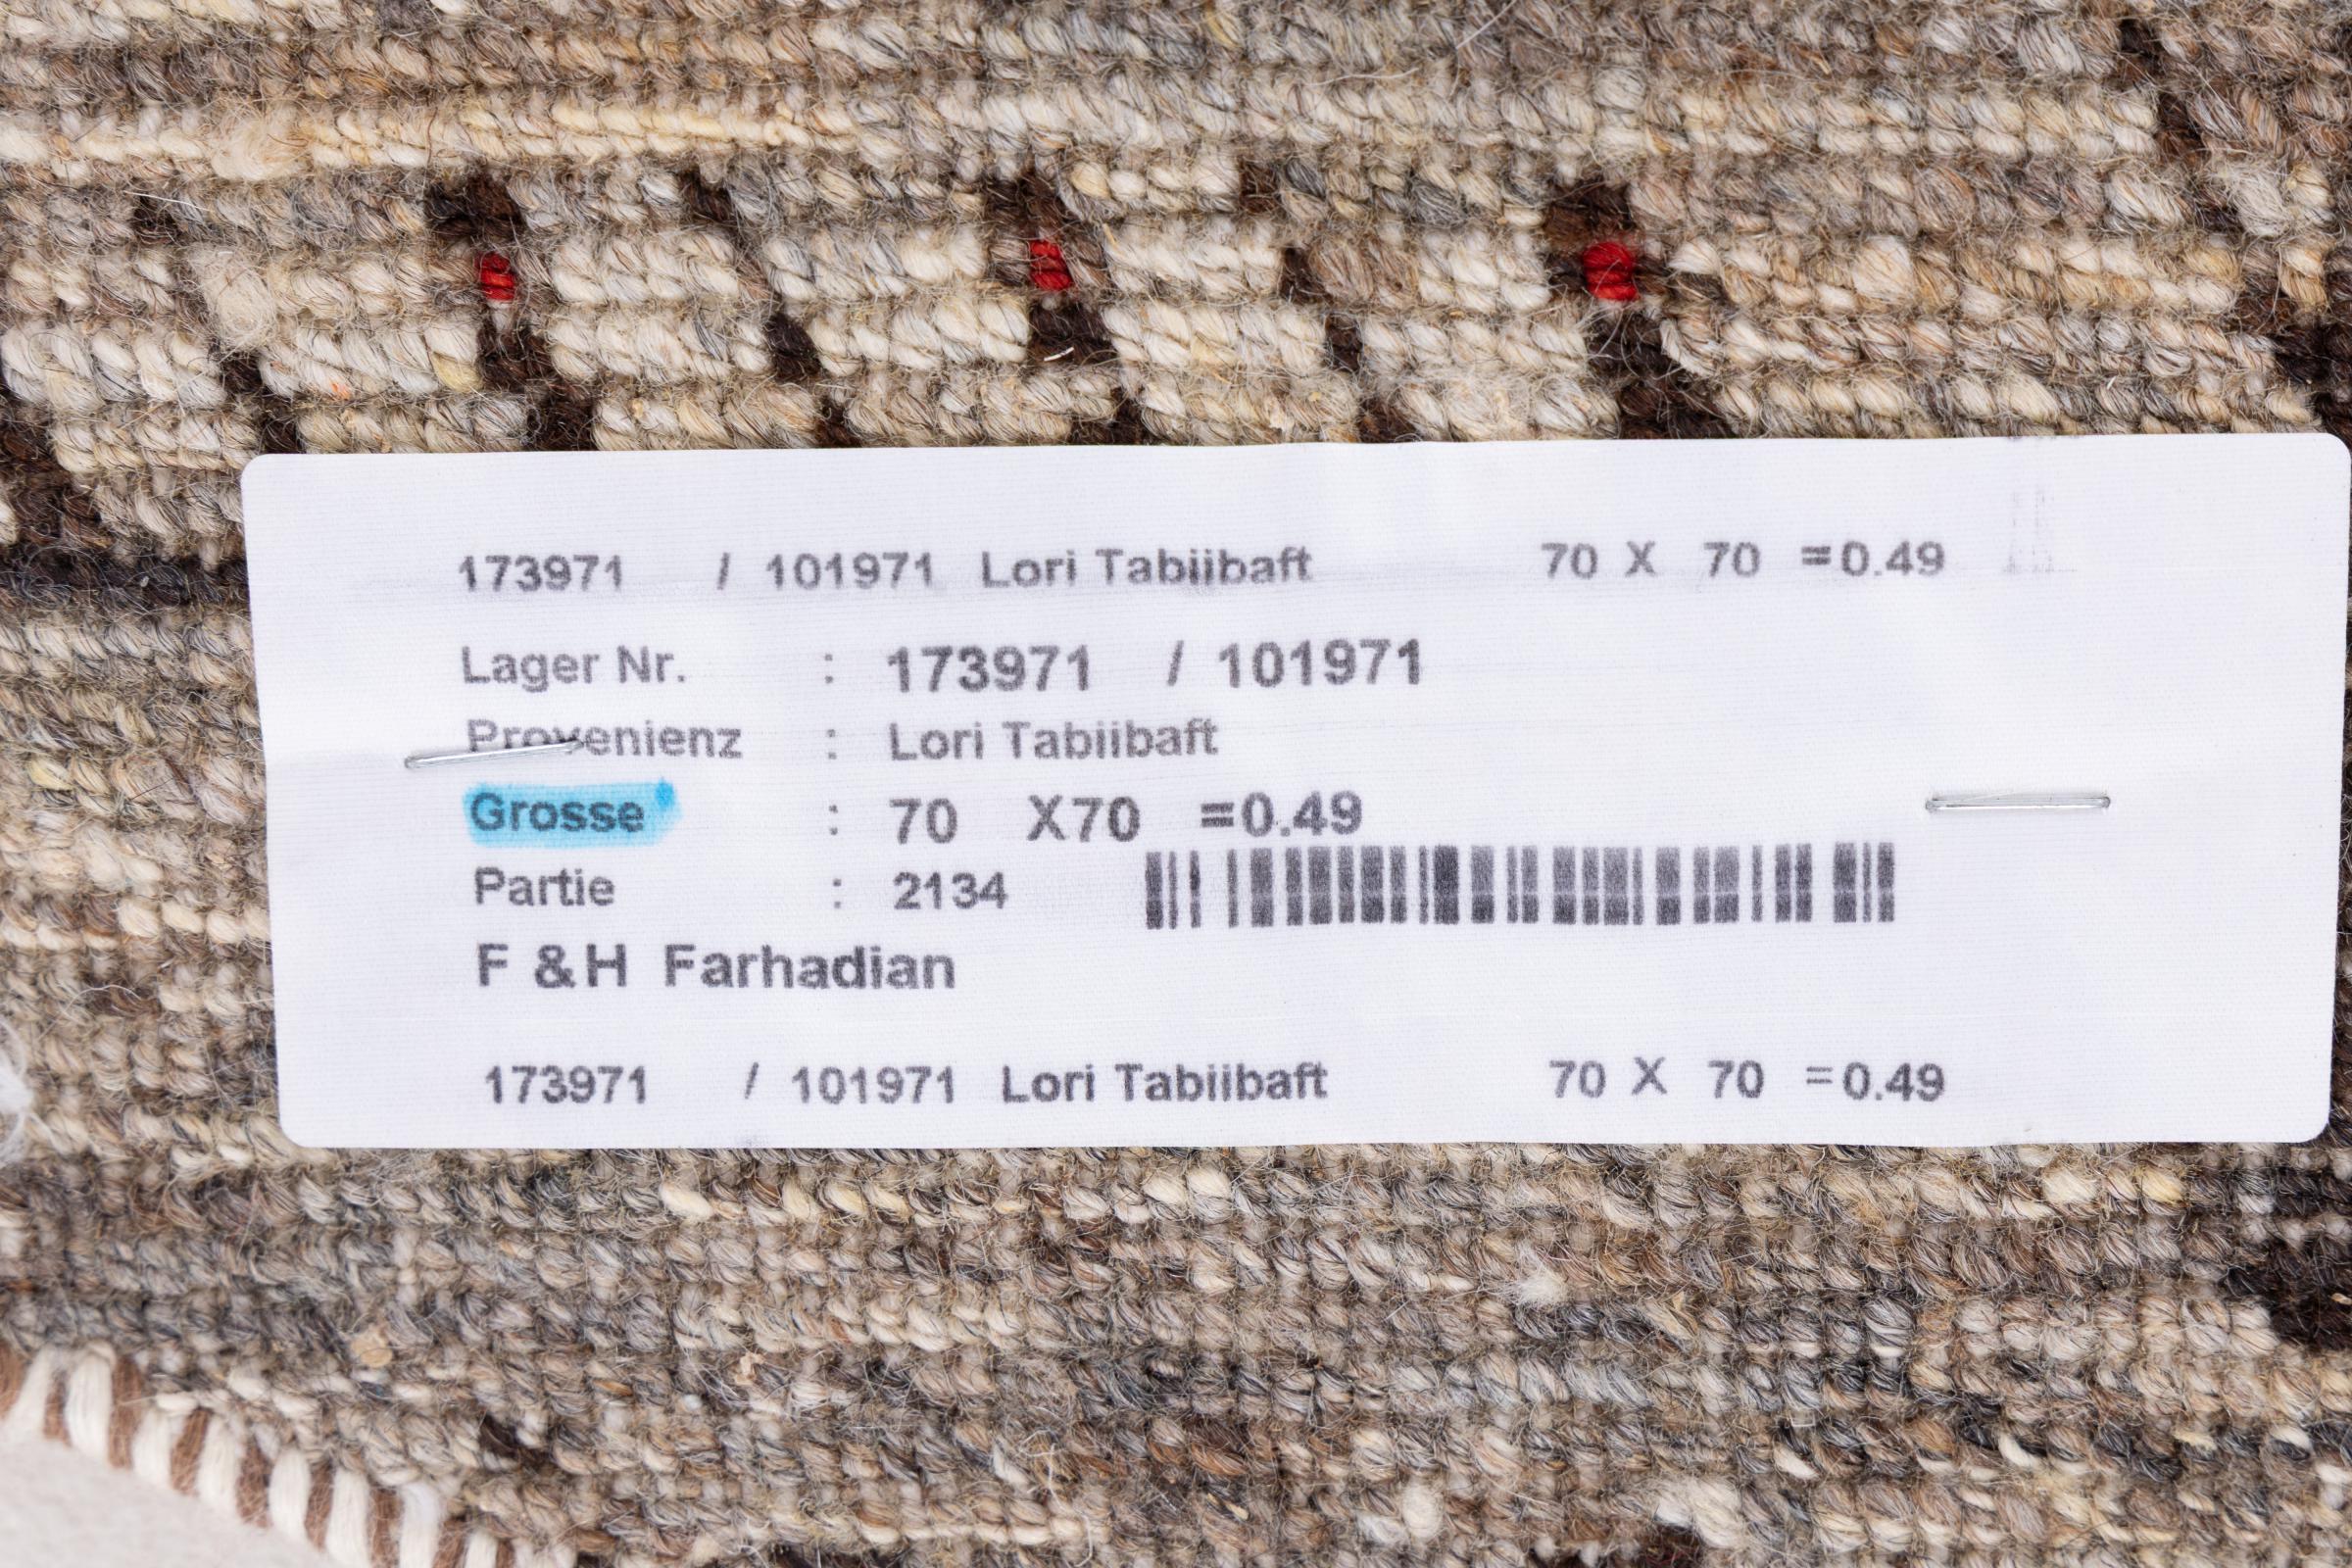 173971 / 101971 Lori Tabiibaft 70 X 70 =0.49
Lager Nr. : 173971 / 101971
Provenienz : Lori Tabiibaft
Grosse : 70 X70 =0.49
Partie : 2134
F &H Farhadian
173971 / 101971 Lori Tabiibaft 70 X 70 =0.49